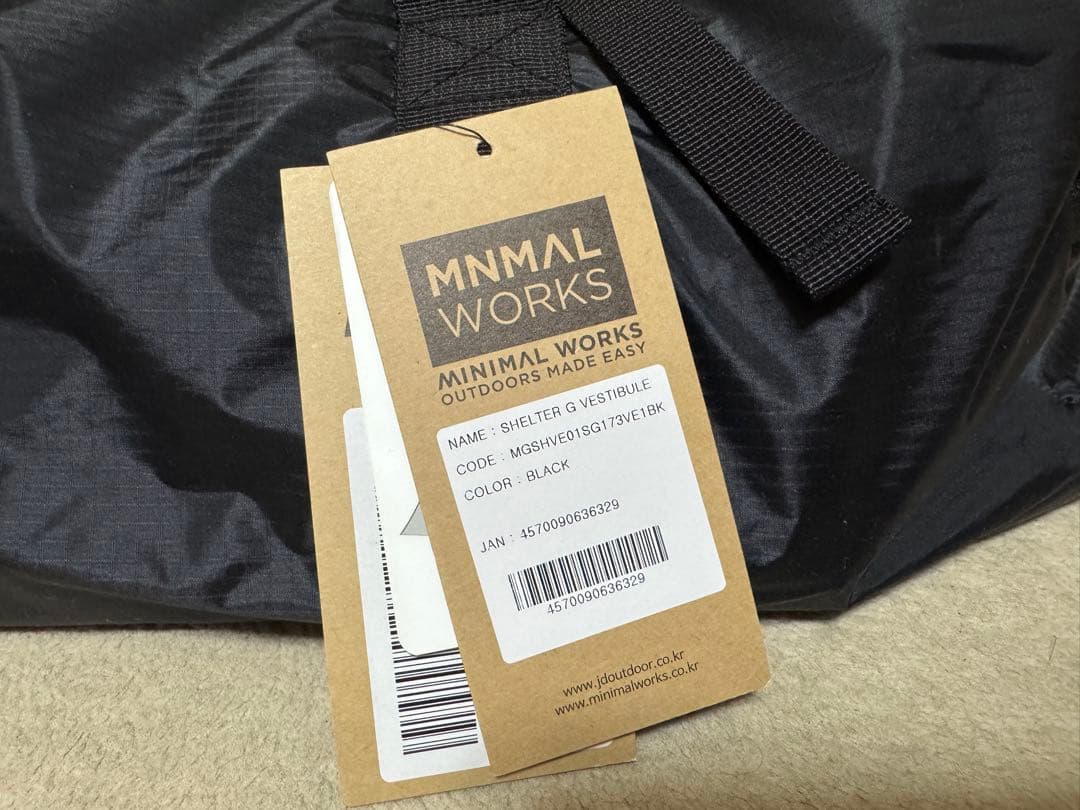 MNMAL
WORKS
MINIMAL WORKS
OUTDOORS MADE EASY
NAME : SHELTER G VESTIBULE
CODE : MGSHVE01SG173VE1BK
COLOR : BLACK
JAN : 4570090636329
4570090636329
www.jdoutdoor.co.kr
www.minimalworks.co.kr